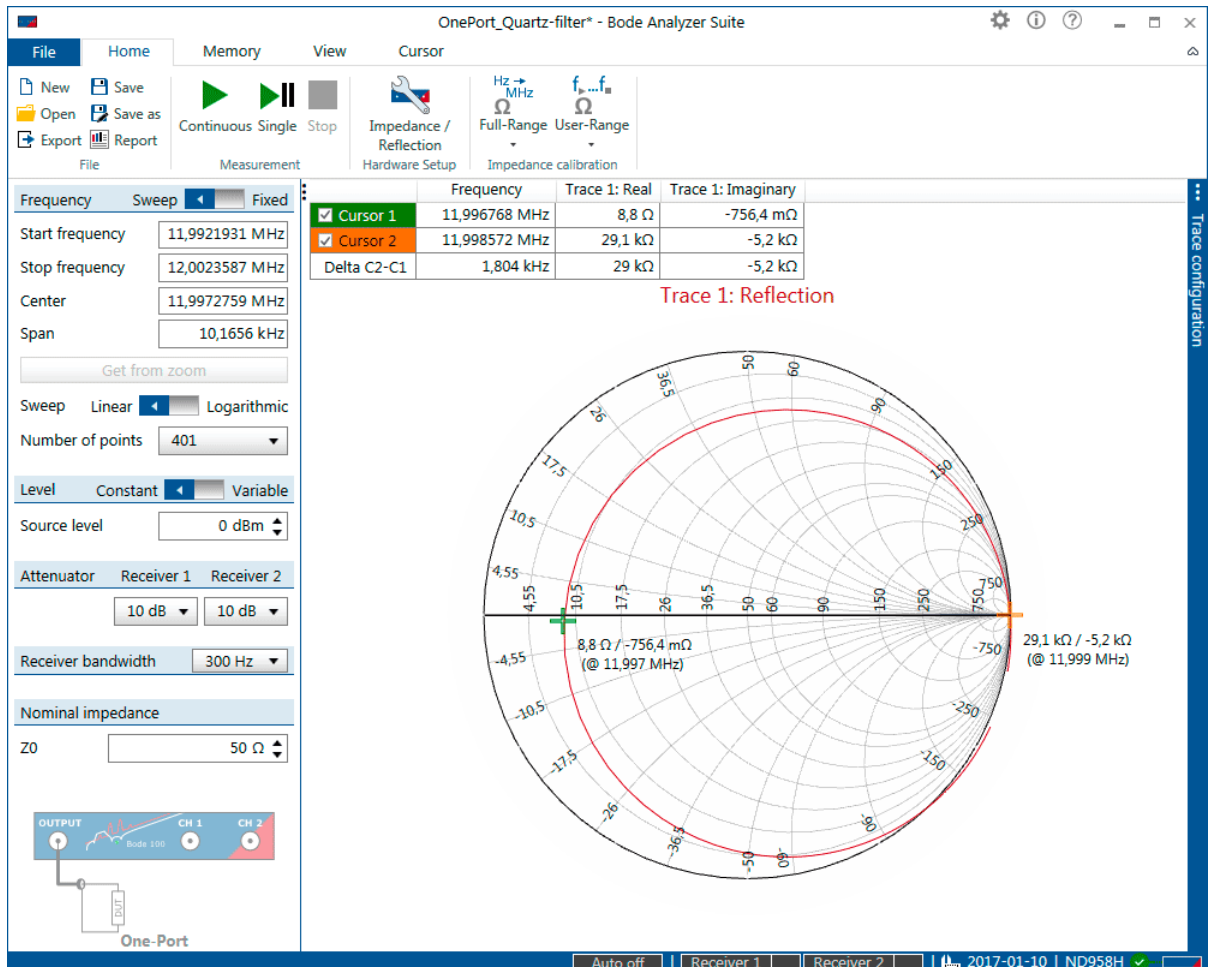 OnePort_Quartz-filter* - Bode Analyzer Suite
File Home Memory View Cursor
New Save
Open Save as
Export Report
File
Continuous Single Stop
Measurement
Impedance / Reflection
Hardware Setup
Hz → MHz Ω f▸...f■ Ω
Full-Range User-Range
Impedance calibration
Frequency Sweep Fixed
Start frequency 11,9921931 MHz
Stop frequency 12,0023587 MHz
Center 11,9972759 MHz
Span 10,1656 kHz
Get from zoom
Sweep Linear Logarithmic
Number of points 401
Level Constant Variable
Source level 0 dBm
Attenuator Receiver 1 Receiver 2
10 dB 10 dB
Receiver bandwidth 300 Hz
Nominal impedance
Z0 50 Ω
OUTPUT CH 1 CH 2
Bode 100
DUT
One-Port
Frequency Trace 1: Real Trace 1: Imaginary
Cursor 1 11,996768 MHz 8,8 Ω -756,4 mΩ
Cursor 2 11,998572 MHz 29,1 kΩ -5,2 kΩ
Delta C2-C1 1,804 kHz 29 kΩ -5,2 kΩ
Trace 1: Reflection
50 60
36,5
26 90
17,5 150
10,5 250
4,55 750
4,55 10,5 17,5 26 36,5 50 60 90 150 250 750
8,8 Ω / -756,4 mΩ
(@ 11,997 MHz)
29,1 kΩ / -5,2 kΩ
(@ 11,999 MHz)
-4,55 -750
-10,5 -250
-17,5 -150
-26 -90
-36,5
-50 -60
Trace configuration
Auto off Receiver 1 Receiver 2 2017-01-10 | ND958H